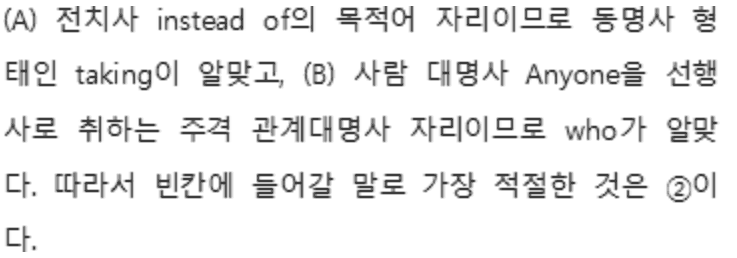 (A) 전치사 instead of의 목적어 자리이므로 동명사 형
태인 taking이 알맞고, (B) 사람 대명사 Anyone을 선행
사로 취하는 주격 관계대명사 자리이므로 who가 알맞
다. 따라서 빈칸에 들어갈 말로 가장 적절한 것은 ②이
다.